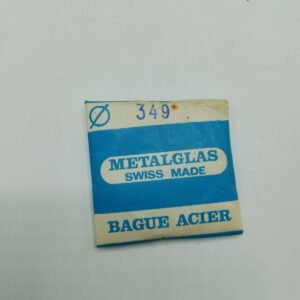 Ø 349
METALGLAS
SWISS MADE
BAGUE ACIER